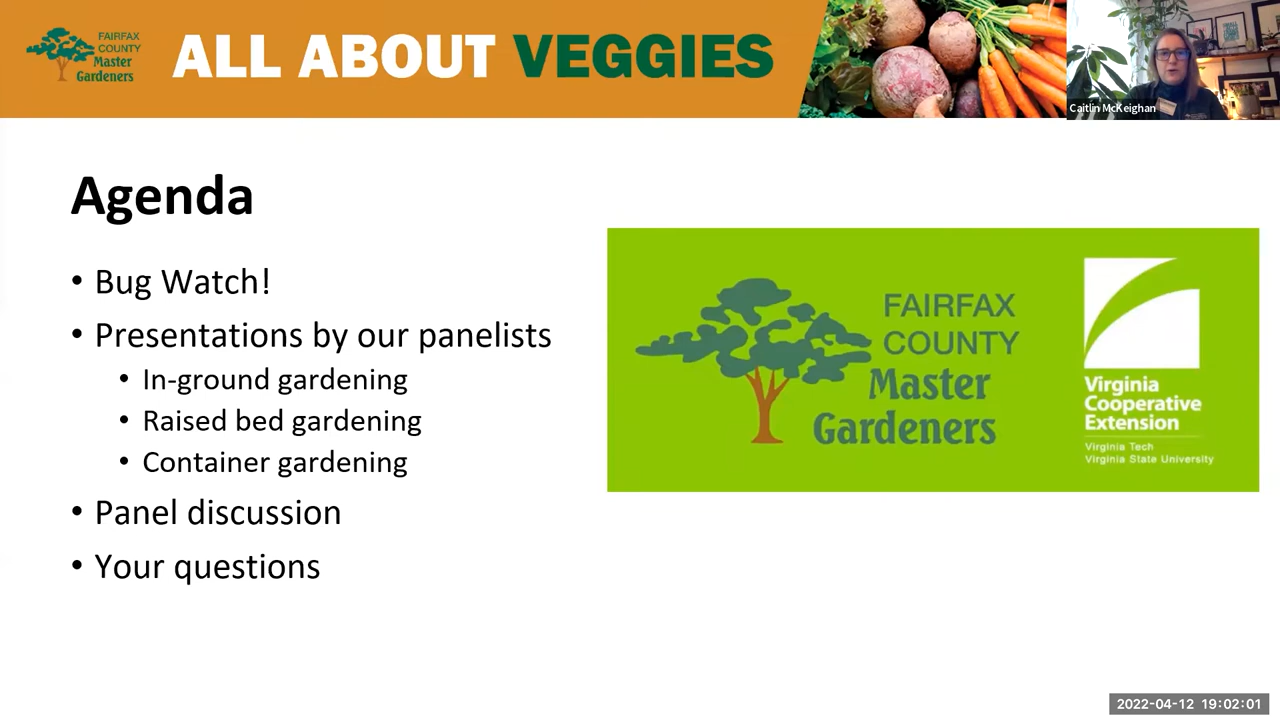 FAIRFAX
COUNTY
Master
Gardeners
ALL ABOUT VEGGIES
Caitlin McKeighan
Agenda
• Bug Watch!
• Presentations by our panelists
• In-ground gardening
• Raised bed gardening
• Container gardening
• Panel discussion
• Your questions
FAIRFAX
COUNTY
Master
Gardeners
Virginia
Cooperative
Extension
Virginia Tech
Virginia State University
2022-04-12 19:02:01